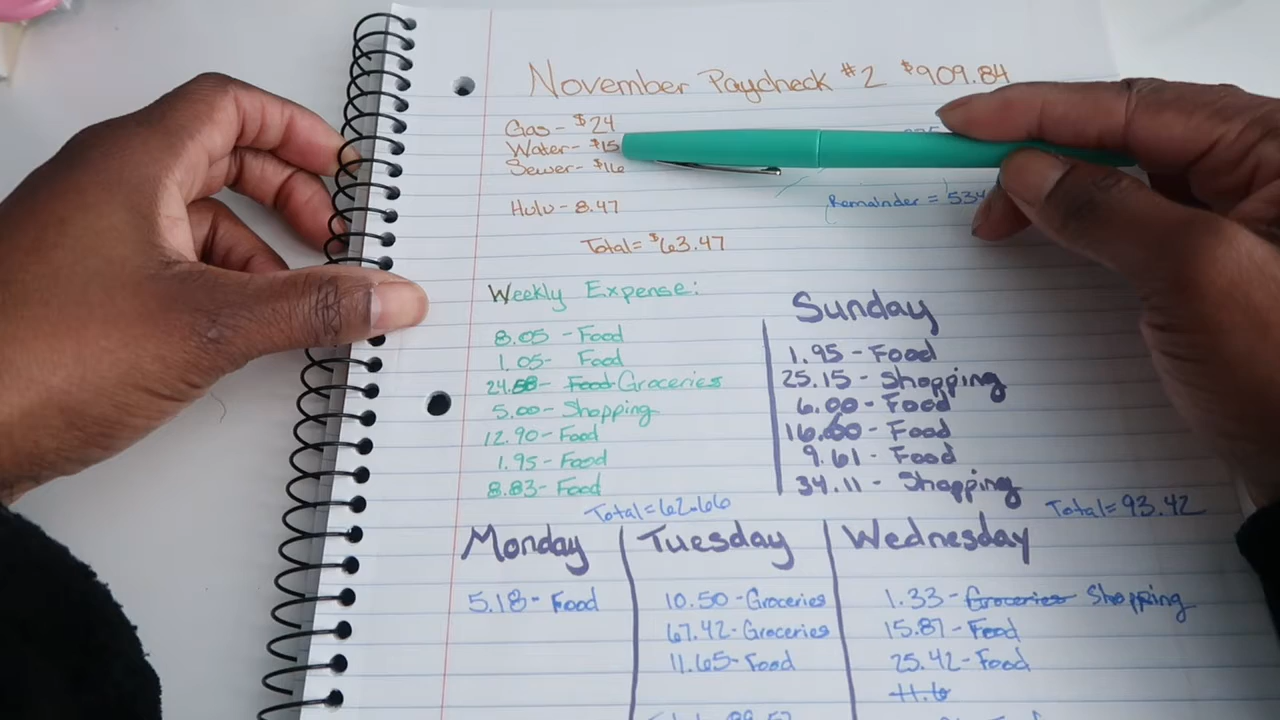 November Paycheck #2 $909.84
Gas - $24
Water - $15
Sewer - $16
Remainder = 534
Hulu - 8.47
Total = $63.47
Weekly Expense:
8.05 - Food
1.05 - Food
24.58 - Food Groceries
5.00 - Shopping
12.90 - Food
1.95 - Food
8.83 - Food
Total = 62.66
Sunday
1.95 - Food
25.15 - Shopping
6.00 - Food
16.60 - Food
9.61 - Food
34.11 - Shopping
Total = 93.42
Monday
5.18 - Food
Tuesday
10.50 - Groceries
67.42 - Groceries
11.65 - Food
Wednesday
1.33 - Groceries Shopping
15.87 - Food
25.42 - Food
11.6